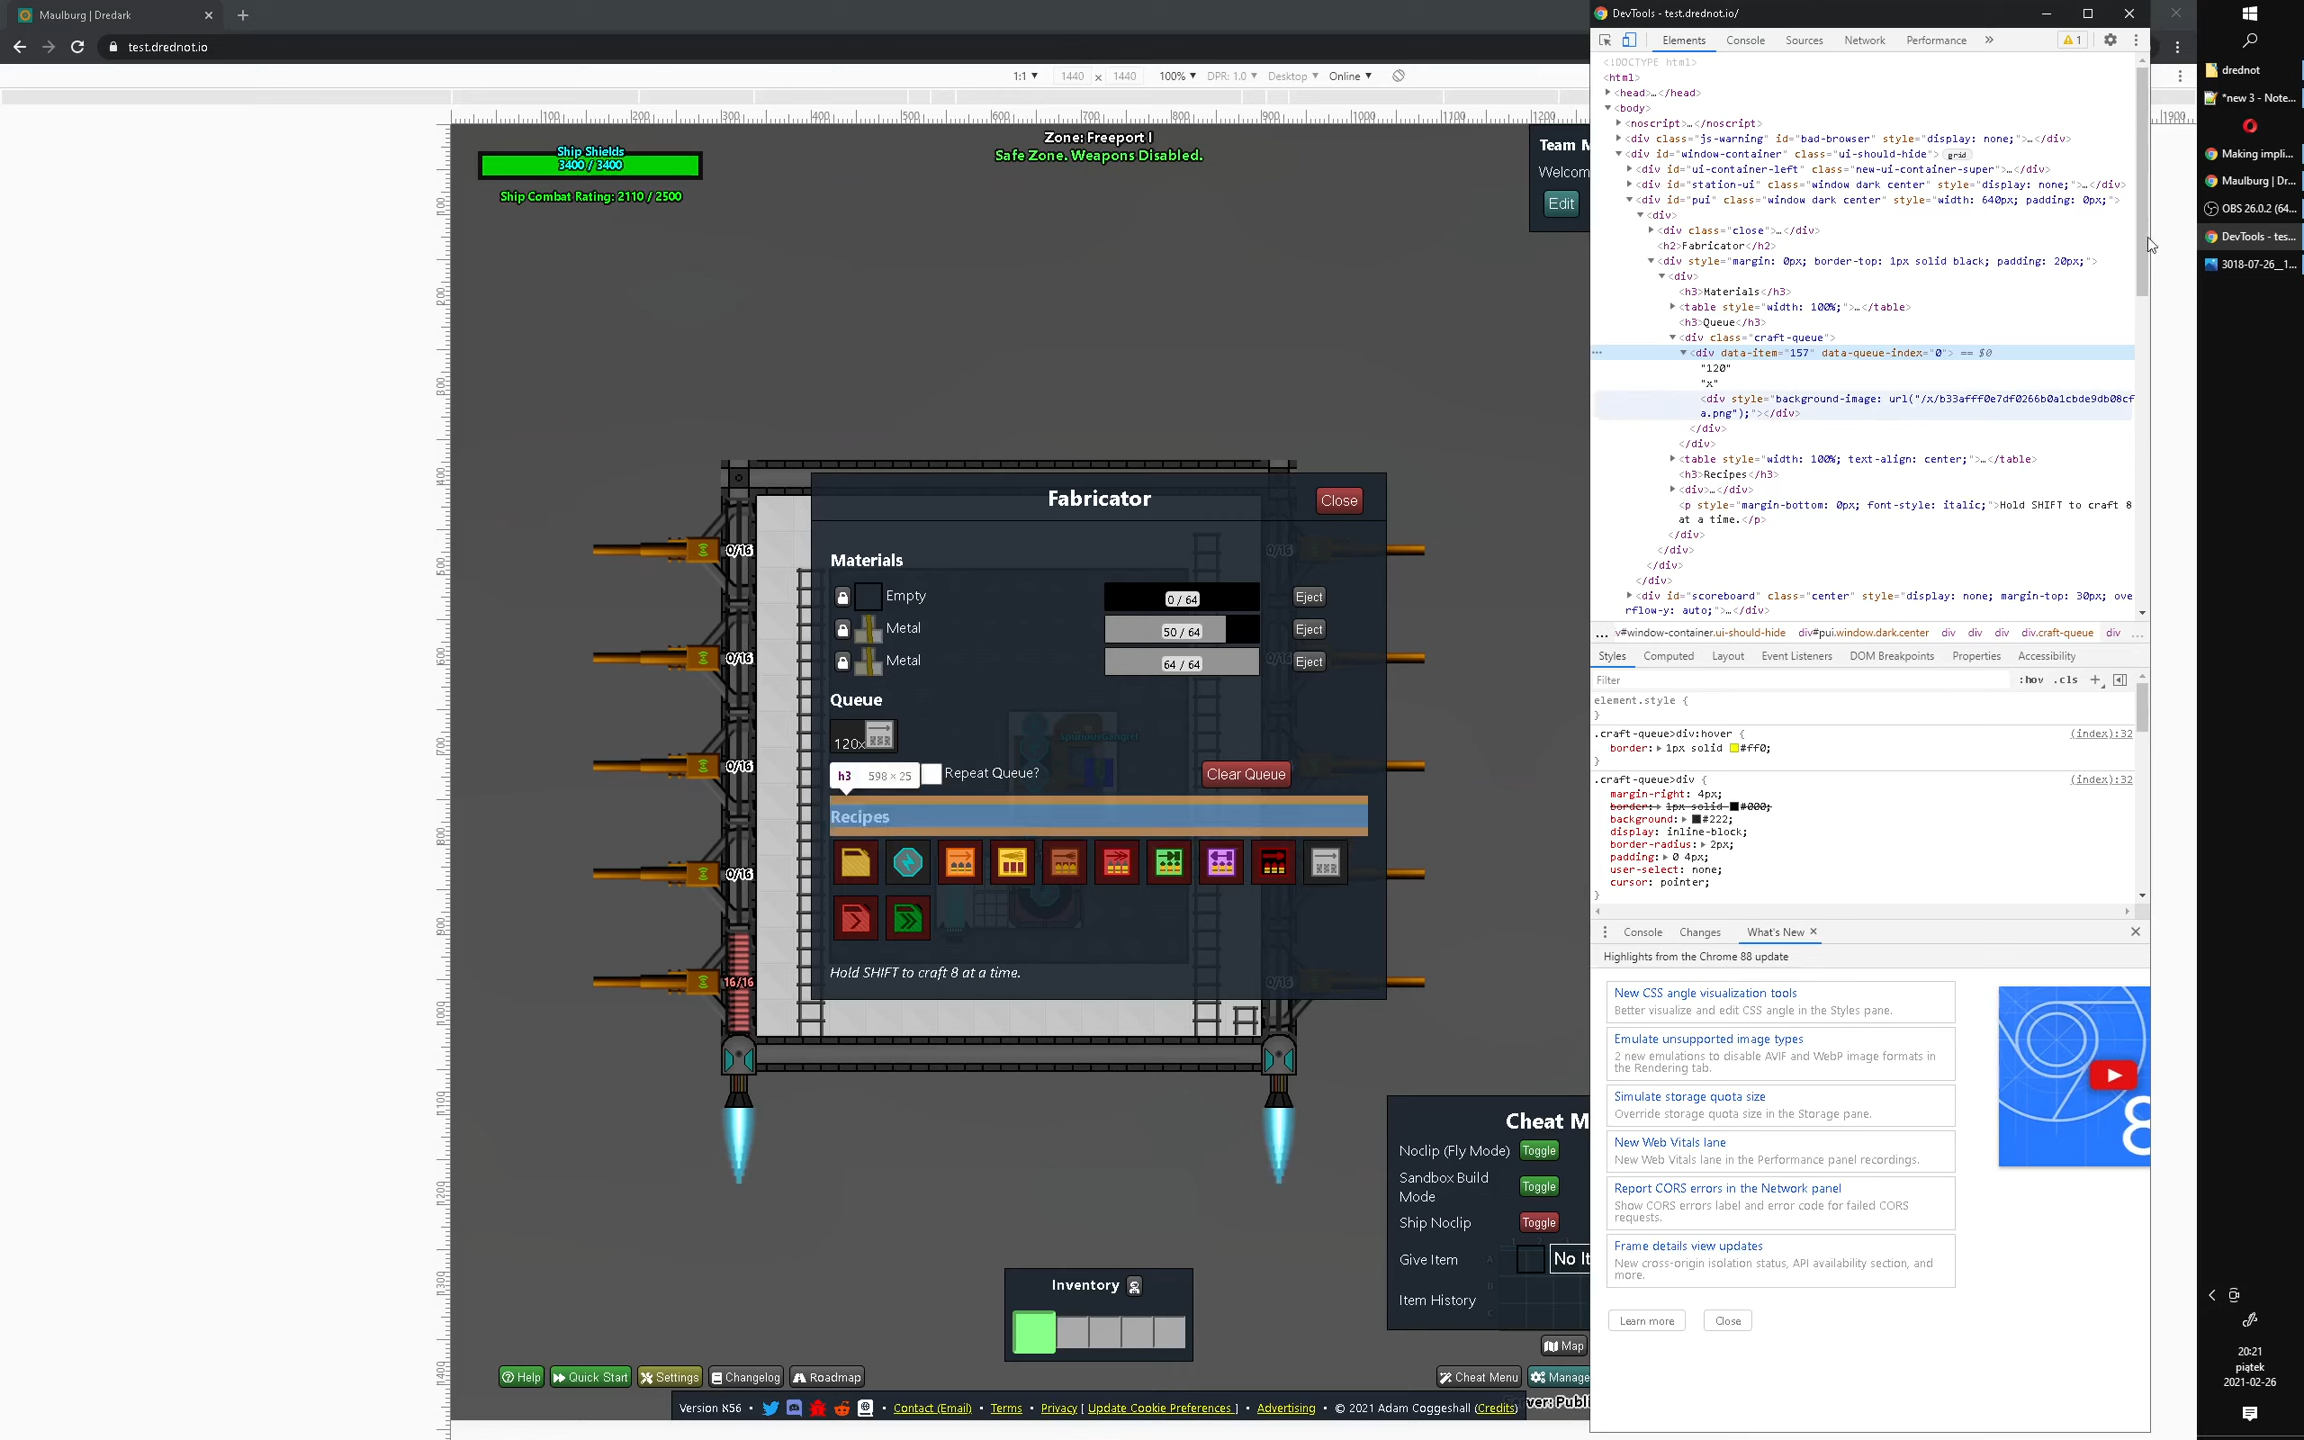 Maulburg | Dredark
test.drednot.io
1:1
1440 × 1440
100%
DPR: 1.0
Desktop
Online
Ship Shields
3400 / 3400
Ship Combat Rating: 2110 / 2500
Zone: Freeport I
Safe Zone. Weapons Disabled.
Team M
Welcom
Edit
Fabricator
Close
Materials
Empty
0 / 64
Eject
Metal
50 / 64
Eject
Metal
64 / 64
Eject
Queue
120x
h3 598 × 25
Repeat Queue?
Clear Queue
Recipes
Hold SHIFT to craft 8 at a time.
0/16
0/16
0/16
0/16
16/16
Cheat M
Noclip (Fly Mode)
Toggle
Sandbox Build
Mode
Toggle
Ship Noclip
Toggle
Give Item
No It
Item History
Inventory
Map
Help
Quick Start
Settings
Changelog
Roadmap
Cheat Menu
Manage
Version
Contact (Email) • Terms • Privacy [ Update Cookie Preferences ] • Advertising • © 2021 Adam Coggeshall (Credits)
ver: Publi
DevTools - test.drednot.io/
Elements
Console
Sources
Network
Performance
1
<!DOCTYPE html>
<html>
<head>…</head>
<body>
<noscript>…</noscript>
<div class="js-warning" id="bad-browser" style="display: none;">…</div>
<div id="window-container" class="ui-should-hide"> grid
<div id="ui-container-left" class="new-ui-container-super">…</div>
<div id="station-ui" class="window dark center" style="display: none;">…</div>
<div id="pui" class="window dark center" style="width: 640px; padding: 0px;">
<div>
<div class="close">…</div>
<h2>Fabricator</h2>
<div style="margin: 0px; border-top: 1px solid black; padding: 20px;">
<div>
<h3>Materials</h3>
<table style="width: 100%;">…</table>
<h3>Queue</h3>
<div class="craft-queue">
<div data-item="157" data-queue-index="0"> == $0
"120"
"x"
<div style="background-image: url("/x/b33afff0e7df0266b0a1cbde9db08cf
a.png");"></div>
</div>
</div>
<table style="width: 100%; text-align: center;">…</table>
<h3>Recipes</h3>
<div>…</div>
<p style="margin-bottom: 0px; font-style: italic;">Hold SHIFT to craft 8
at a time.</p>
</div>
</div>
</div>
</div>
<div id="scoreboard" class="center" style="display: none; margin-top: 30px; ove
rflow-y: auto;">…</div>
… v#window-container.ui-should-hide div#pui.window.dark.center div div div div.craft-queue div …
Styles
Computed
Layout
Event Listeners
DOM Breakpoints
Properties
Accessibility
Filter
:hov .cls +
element.style {
}
.craft-queue>div:hover {
(index):32
border: 1px solid #ff0;
}
.craft-queue>div {
(index):32
margin-right: 4px;
border: 1px solid #000;
background: #222;
display: inline-block;
border-radius: 2px;
padding: 0 4px;
user-select: none;
cursor: pointer;
}
Console
Changes
What's New
Highlights from the Chrome 88 update
New CSS angle visualization tools
Better visualize and edit CSS angle in the Styles pane.
Emulate unsupported image types
2 new emulations to disable AVIF and WebP image formats in
the Rendering tab.
Simulate storage quota size
Override storage quota size in the Storage pane.
New Web Vitals lane
New Web Vitals lane in the Performance panel recordings.
Report CORS errors in the Network panel
Show CORS errors label and error code for failed CORS
requests.
Frame details view updates
New cross-origin isolation status, API availability section, and
more.
Learn more
Close
drednot
*new 3 - Note...
Making impli...
Maulburg | Dr...
OBS 26.0.2 (64...
DevTools - tes...
3018-07-26__1...
20:21
piątek
2021-02-26